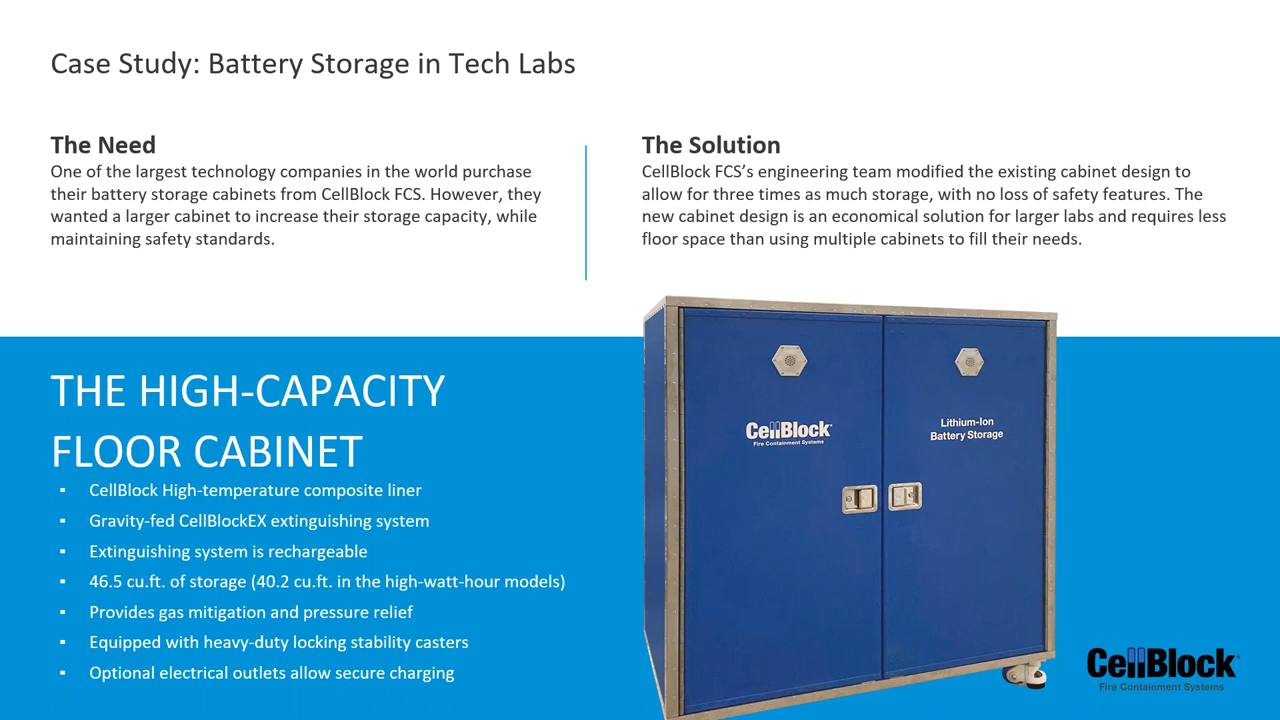 Case Study: Battery Storage in Tech Labs
The Need
One of the largest technology companies in the world purchase
their battery storage cabinets from CellBlock FCS. However, they
wanted a larger cabinet to increase their storage capacity, while
maintaining safety standards.
The Solution
CellBlock FCS’s engineering team modified the existing cabinet design to
allow for three times as much storage, with no loss of safety features. The
new cabinet design is an economical solution for larger labs and requires less
floor space than using multiple cabinets to fill their needs.
THE HIGH-CAPACITY
FLOOR CABINET
▪ CellBlock High-temperature composite liner
▪ Gravity-fed CellBlockEX extinguishing system
▪ Extinguishing system is rechargeable
▪ 46.5 cu.ft. of storage (40.2 cu.ft. in the high-watt-hour models)
▪ Provides gas mitigation and pressure relief
▪ Equipped with heavy-duty locking stability casters
▪ Optional electrical outlets allow secure charging
CellBlock
Fire Containment Systems
Lithium-Ion
Battery Storage
CellBlock
Fire Containment Systems